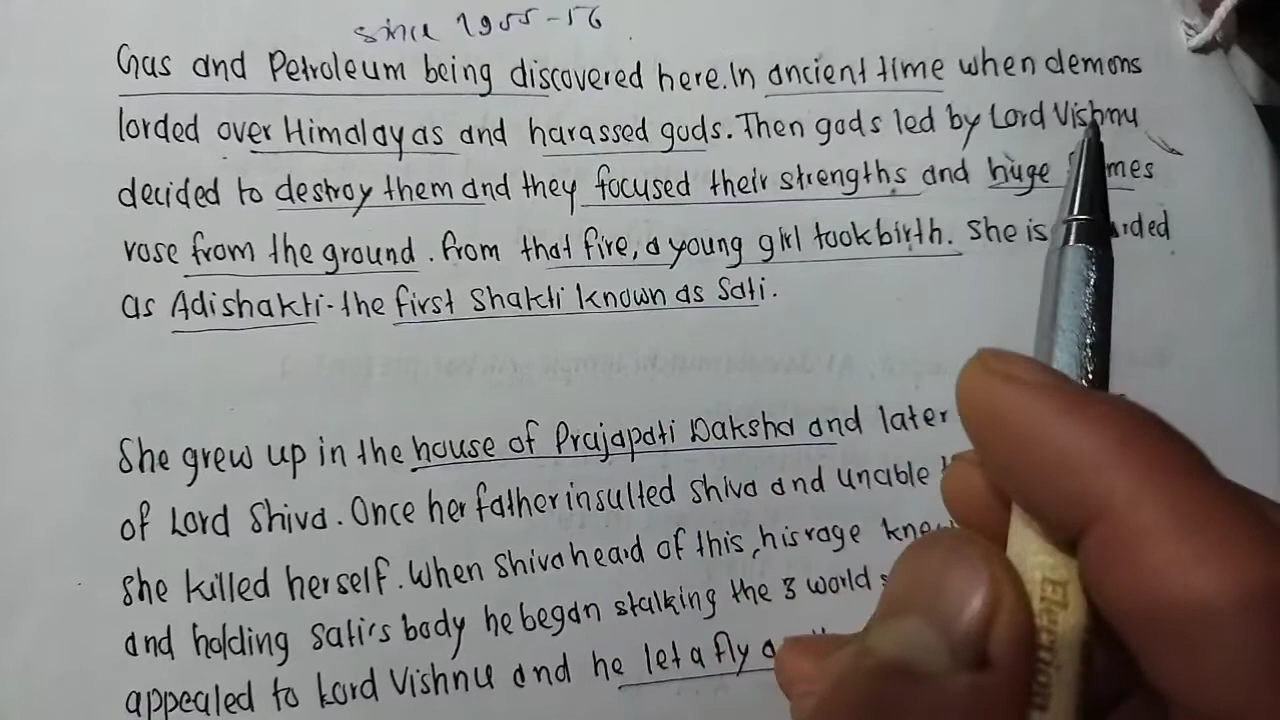 since 1955-56
Gas and Petroleum being discovered here. In ancient time when demons
lorded over Himalayas and harassed gods. Then gods led by Lord Vishnu
decided to destroy them and they focused their strengths and huge
rose from the ground. from that fire, a young girl took birth. She is
as Adishakti-the first Shakti known as Sati.
She grew up in the house of Prajapati Daksha and later
of Lord Shiva. Once her father insulted Shiva and unable
She killed herself. When Shiva heard of this, his rage
and holding Sati's body he began stalking the 3 world
appealed to Lord Vishnu and he let a fly
Electron